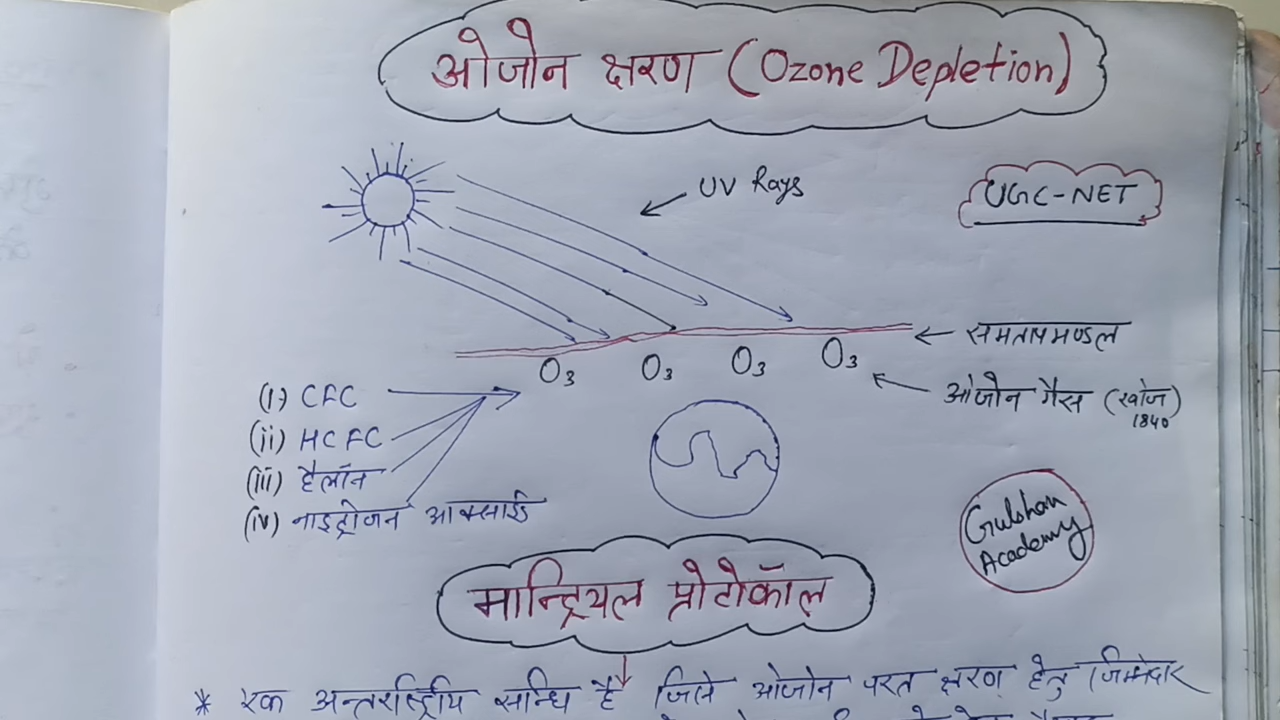 ओजोन क्षरण (Ozone Depletion)
UV Rays
UGC-NET
समतापमण्डल
O3 O3 O3 O3
ओजोन गैस (खोज)
1840
(i) CFC
(ii) HCFC
(iii) हैलॉन
(iv) नाइट्रोजन आक्साईड
Gulshan
Academy
मान्ट्रियल प्रोटोकॉल
* एक अन्तर्राष्ट्रीय सन्धि है जिसे ओजोन परत क्षरण हेतु जिम्मेदार